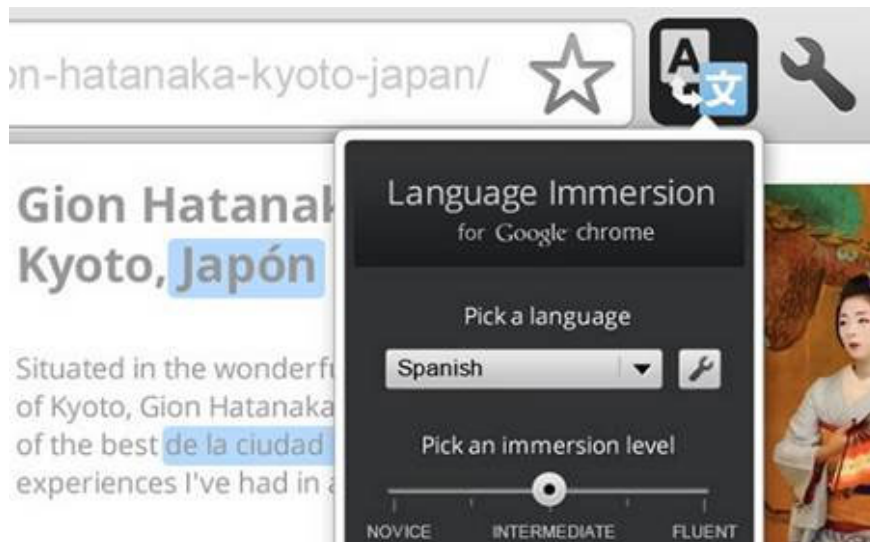 on-hatanaka-kyoto-japan/
A 文
Language Immersion
for Google chrome
Gion
Kyoto, Japón
Pick a language
Spanish
Situated in the
of Kyoto, Gion Hatanaka
of the best de la ciudad
experiences I've had in
Pick an immersion level
NOVICE INTERMEDIATE FLUENT